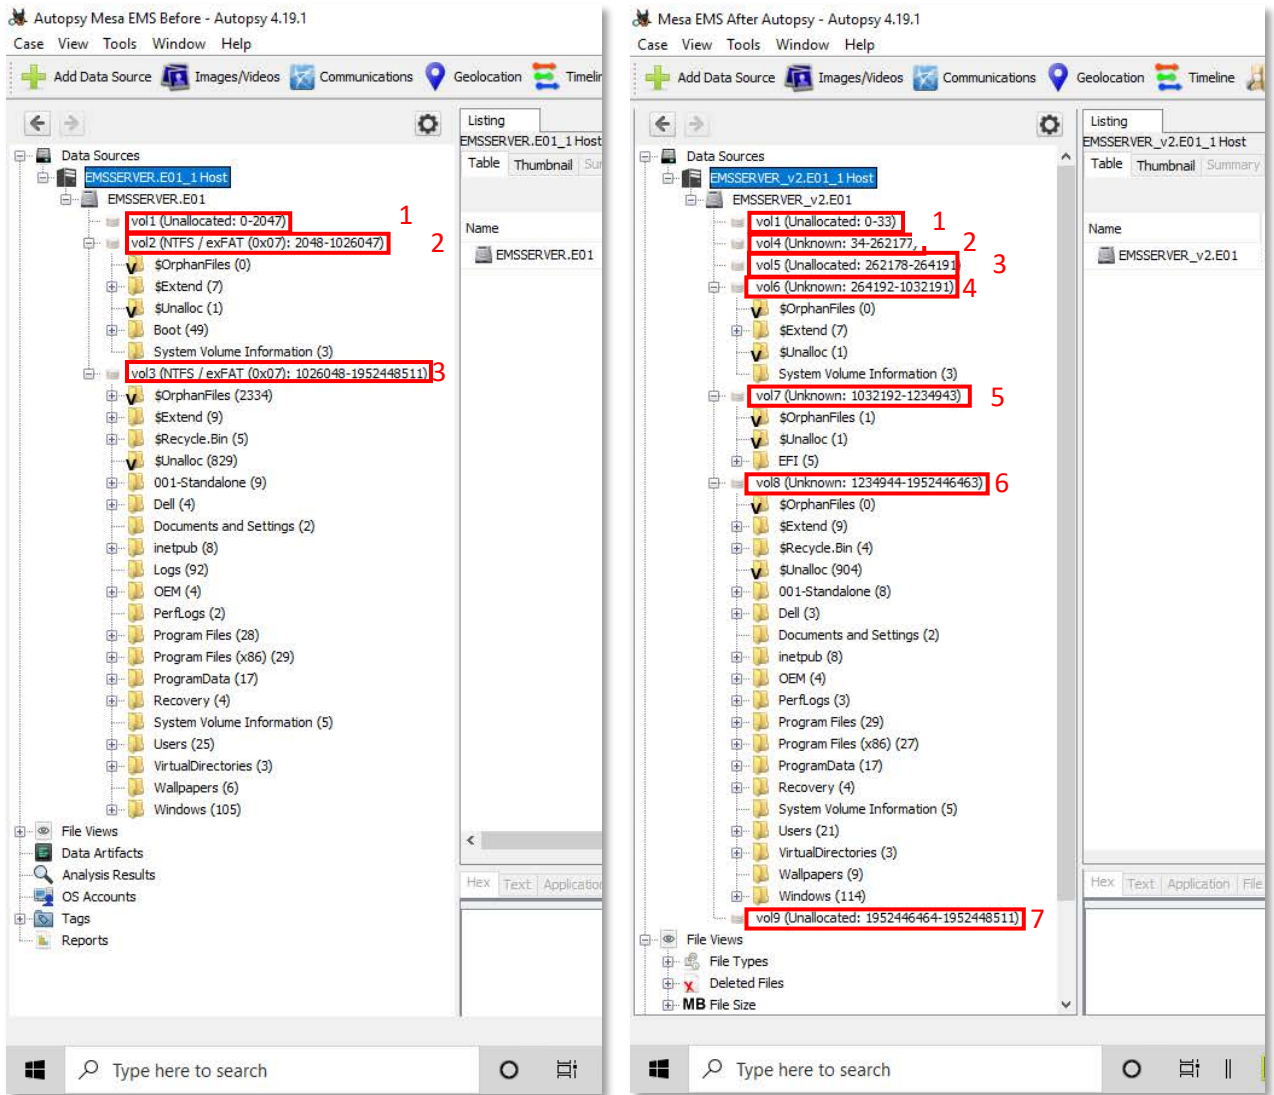 Autopsy Mesa EMS Before - Autopsy 4.19.1
Case View Tools Window Help
Add Data Source Images/Videos Communications Geolocation
Listing
EMSSERVER.E01_1 Host
Table Thumbnail
Name
EMSSERVER.E01
Data Sources
EMSSERVER.E01_1 Host
EMSSERVER.E01
vol1 (Unallocated: 0-2047) 1
vol2 (NTFS / exFAT (0x07): 2048-1026047) 2
$OrphanFiles (0)
$Extend (7)
$Unalloc (1)
Boot (49)
System Volume Information (3)
vol3 (NTFS / exFAT (0x07): 1026048-1952448511) 3
$OrphanFiles (2334)
$Extend (9)
$Recycle.Bin (5)
$Unalloc (829)
001-Standalone (9)
Dell (4)
Documents and Settings (2)
inetpub (8)
Logs (92)
OEM (4)
PerfLogs (2)
Program Files (28)
Program Files (x86) (29)
ProgramData (17)
Recovery (4)
System Volume Information (5)
Users (25)
VirtualDirectories (3)
Wallpapers (6)
Windows (105)
File Views
Data Artifacts
Analysis Results
OS Accounts
Tags
Reports
Hex Text Application
Type here to search
Mesa EMS After Autopsy - Autopsy 4.19.1
Case View Tools Window Help
Add Data Source Images/Videos Communications Geolocation Timeline
Listing
EMSSERVER_v2.E01_1 Host
Table Thumbnail Summary
Name
EMSSERVER_v2.E01
Data Sources
EMSSERVER_v2.E01_1 Host
EMSSERVER_v2.E01
vol1 (Unallocated: 0-33) 1
vol4 (Unknown: 34-262177) 2
vol5 (Unallocated: 262178-264191) 3
vol6 (Unknown: 264192-1032191) 4
$OrphanFiles (0)
$Extend (7)
$Unalloc (1)
System Volume Information (3)
vol7 (Unknown: 1032192-1234943) 5
$OrphanFiles (1)
$Unalloc (1)
EFI (5)
vol8 (Unknown: 1234944-1952446463) 6
$OrphanFiles (0)
$Extend (9)
$Recycle.Bin (4)
$Unalloc (904)
001-Standalone (8)
Dell (3)
Documents and Settings (2)
inetpub (8)
OEM (4)
PerfLogs (3)
Program Files (29)
Program Files (x86) (27)
ProgramData (17)
Recovery (4)
System Volume Information (5)
Users (21)
VirtualDirectories (3)
Wallpapers (9)
Windows (114)
vol9 (Unallocated: 1952446464-1952448511) 7
File Views
File Types
Deleted Files
MB File Size
Hex Text Application File
Type here to search